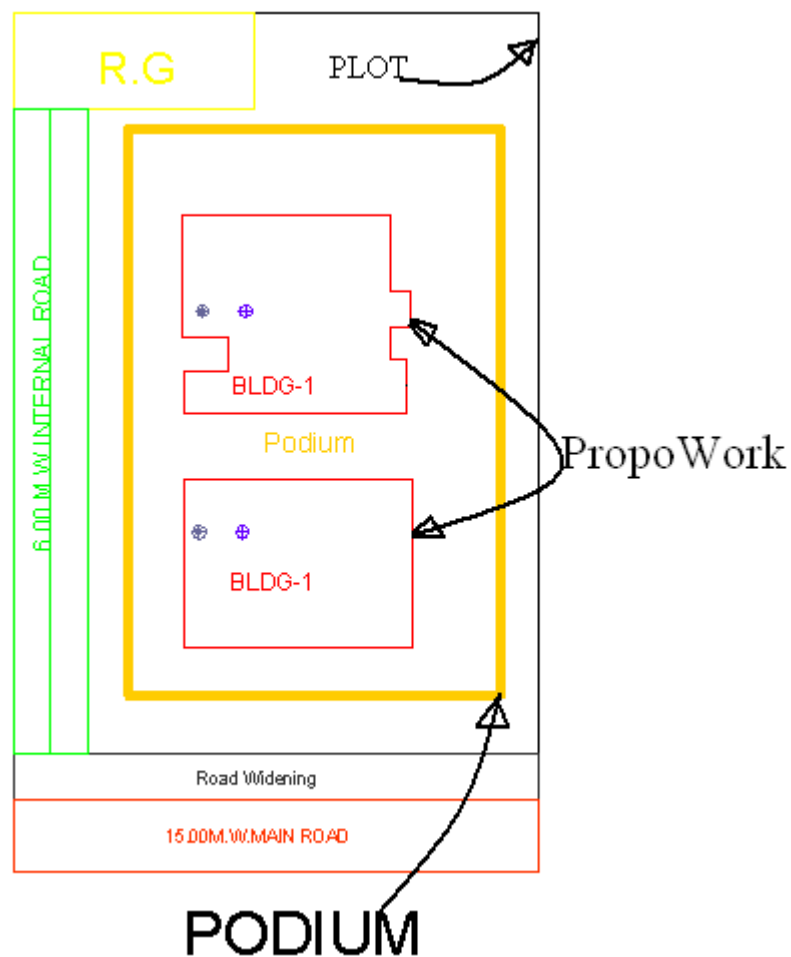 R.G
PLOT
6.00 M.W.INTERNAL ROAD
BLDG-1
Podium
PropoWork
BLDG-1
Road Widening
15.00M.W.MAIN ROAD
PODIUM